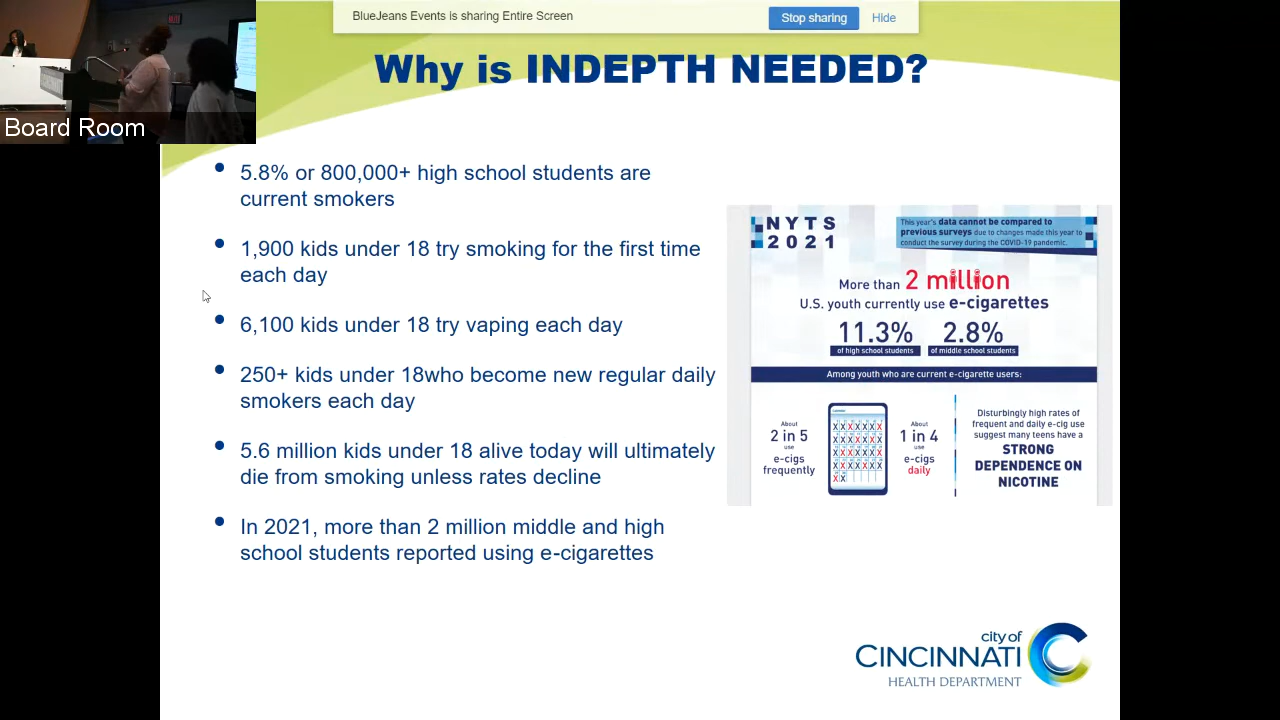 BlueJeans Events is sharing Entire Screen
Stop sharing
Hide
Board Room
Why is INDEPTH NEEDED?
• 5.8% or 800,000+ high school students are
current smokers
• 1,900 kids under 18 try smoking for the first time
each day
• 6,100 kids under 18 try vaping each day
• 250+ kids under 18who become new regular daily
smokers each day
• 5.6 million kids under 18 alive today will ultimately
die from smoking unless rates decline
• In 2021, more than 2 million middle and high
school students reported using e-cigarettes
NYTS
2021
This year's data cannot be compared to
previous surveys due to changes made this year to
conduct the survey during the COVID-19 pandemic.
More than 2 million
U.S. youth currently use e-cigarettes
11.3%
of high school students
2.8%
of middle school students
Among youth who are current e-cigarette users:
About
2 in 5
use
e-cigs
frequently
About
1 in 4
use
e-cigs
daily
Disturbingly high rates of
frequent and daily e-cig use
suggest many teens have a
STRONG
DEPENDENCE ON
NICOTINE
city of
CINCINNATI
HEALTH DEPARTMENT